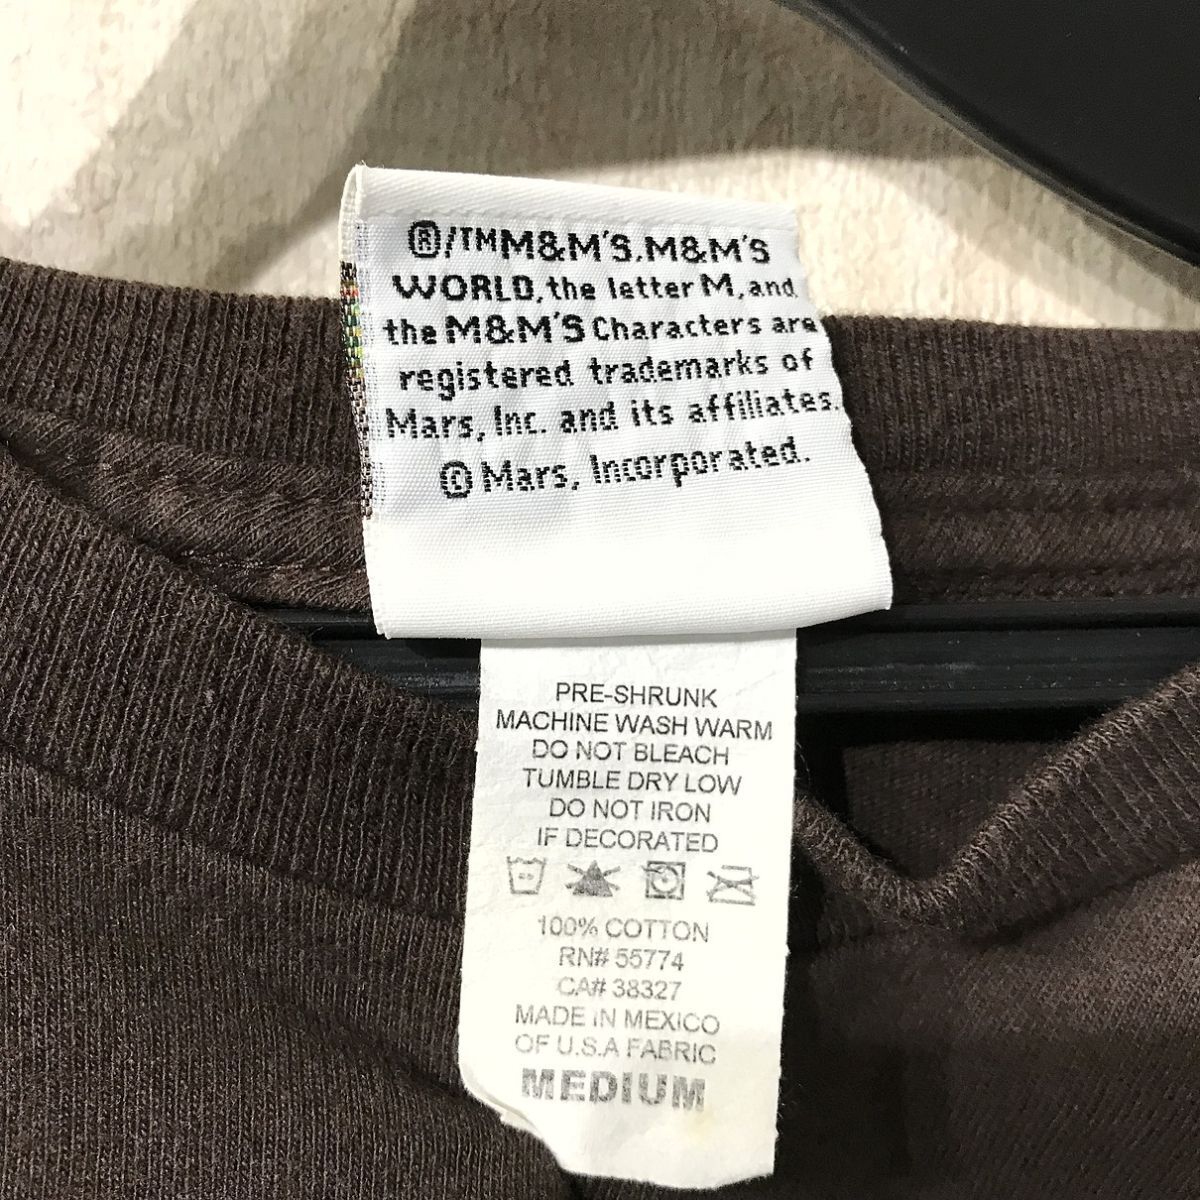 ®/TMM&M'S, M&M'S
WORLD, the letter M, and
the M&M'S Characters are
registered trademarks of
Mars, Inc. and its affiliates.
© Mars, Incorporated.
PRE-SHRUNK
MACHINE WASH WARM
DO NOT BLEACH
TUMBLE DRY LOW
DO NOT IRON
IF DECORATED
100% COTTON
RN# 55774
CA# 38327
MADE IN MEXICO
OF U.S.A FABRIC
MEDIUM